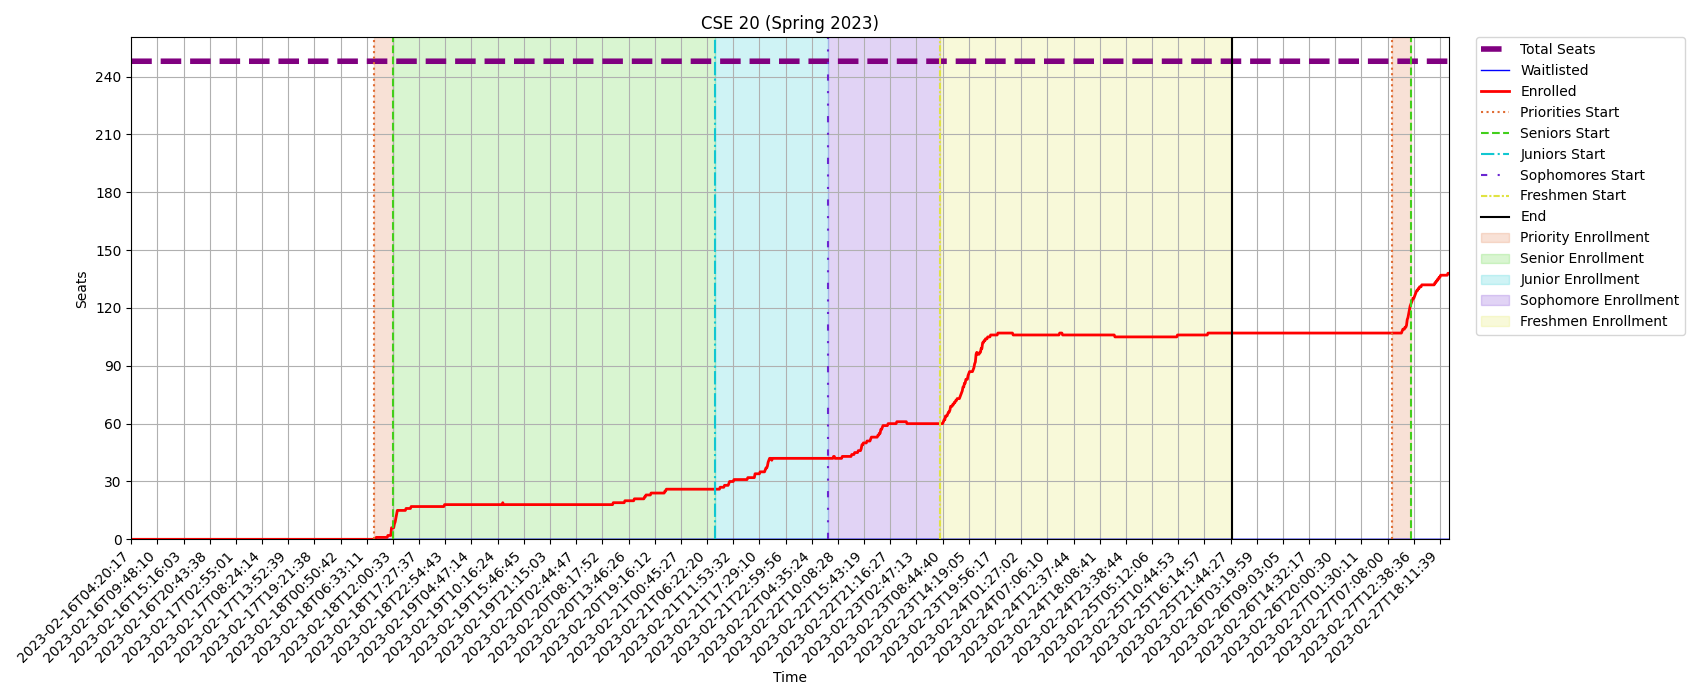 CSE 20 (Spring 2023)
Seats
240
210
180
150
120
90
60
30
0
2023-02-16T04:20:17
2023-02-16T09:48:10
2023-02-16T15:16:03
2023-02-16T20:43:38
2023-02-17T02:55:01
2023-02-17T08:24:14
2023-02-17T13:52:39
2023-02-17T19:21:38
2023-02-18T00:50:42
2023-02-18T06:33:11
2023-02-18T12:00:33
2023-02-18T17:27:37
2023-02-18T22:54:43
2023-02-19T04:47:14
2023-02-19T10:16:24
2023-02-19T15:46:45
2023-02-19T21:15:03
2023-02-20T02:44:47
2023-02-20T08:17:52
2023-02-20T13:46:26
2023-02-20T19:16:12
2023-02-21T00:45:27
2023-02-21T06:22:20
2023-02-21T11:53:32
2023-02-21T17:29:10
2023-02-21T22:59:56
2023-02-22T04:35:24
2023-02-22T10:08:28
2023-02-22T15:43:19
2023-02-22T21:16:27
2023-02-23T02:47:13
2023-02-23T08:44:40
2023-02-23T14:19:05
2023-02-23T19:56:17
2023-02-24T01:27:02
2023-02-24T07:06:10
2023-02-24T12:37:44
2023-02-24T18:08:41
2023-02-24T23:38:44
2023-02-25T05:12:06
2023-02-25T10:44:53
2023-02-25T16:14:57
2023-02-25T21:44:27
2023-02-26T03:19:59
2023-02-26T09:03:05
2023-02-26T14:32:17
2023-02-26T20:00:30
2023-02-27T01:30:11
2023-02-27T07:08:00
2023-02-27T12:38:36
2023-02-27T18:11:39
Time
Total Seats
Waitlisted
Enrolled
Priorities Start
Seniors Start
Juniors Start
Sophomores Start
Freshmen Start
End
Priority Enrollment
Senior Enrollment
Junior Enrollment
Sophomore Enrollment
Freshmen Enrollment